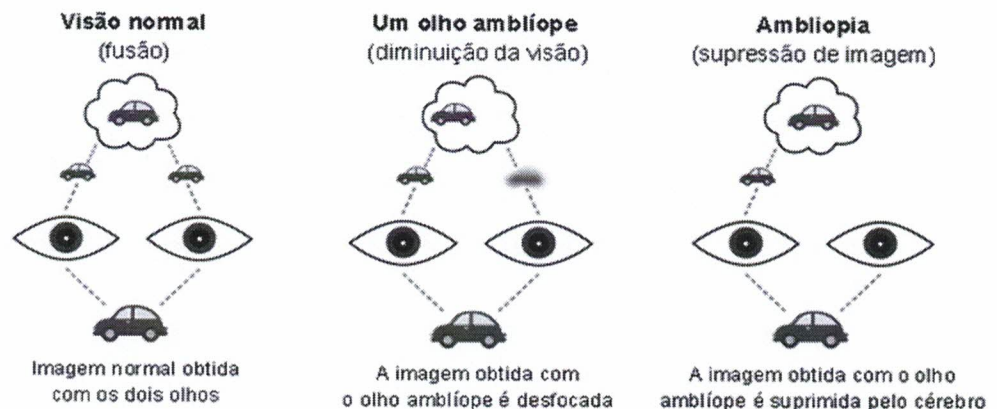 Visão normal
(fusão)
Imagem normal obtida
com os dois olhos
Um olho amblíope
(diminuição da visão)
A imagem obtida com
o olho amblíope é desfocada
Ambliopia
(supressão de imagem)
A imagem obtida com o olho
amblíope é suprimida pelo cérebro